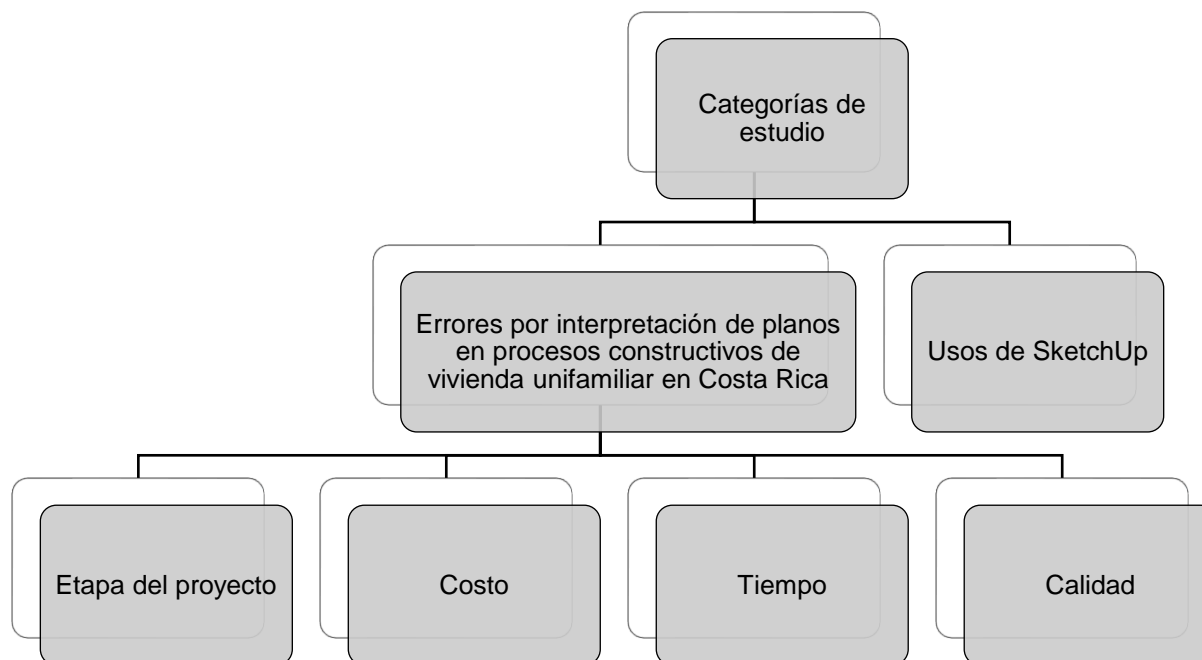 Categorías de
estudio
Errores por interpretación de planos
en procesos constructivos de
vivienda unifamiliar en Costa Rica
Usos de SketchUp
Etapa del proyecto
Costo
Tiempo
Calidad